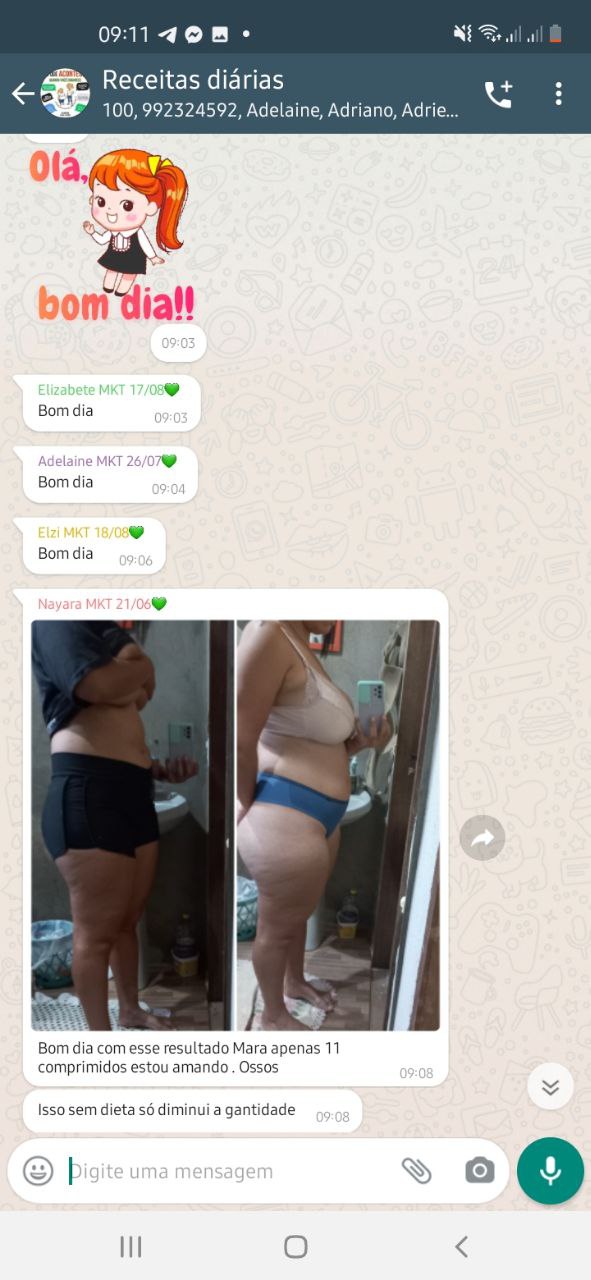 09:11
Receitas diárias
100, 992324592, Adelaine, Adriano, Adrie...
Olá,
bom dia!!
09:03
Elizabete MKT 17/08💚
Bom dia
09:03
Adelaine MKT 26/07💚
Bom dia
09:04
Elzi MKT 18/08💚
Bom dia
09:06
Nayara MKT 21/06💚
Bom dia com esse resultado Mara apenas 11
comprimidos estou amando . Ossos
09:08
Isso sem dieta só diminui a gantidade
09:08
Digite uma mensagem